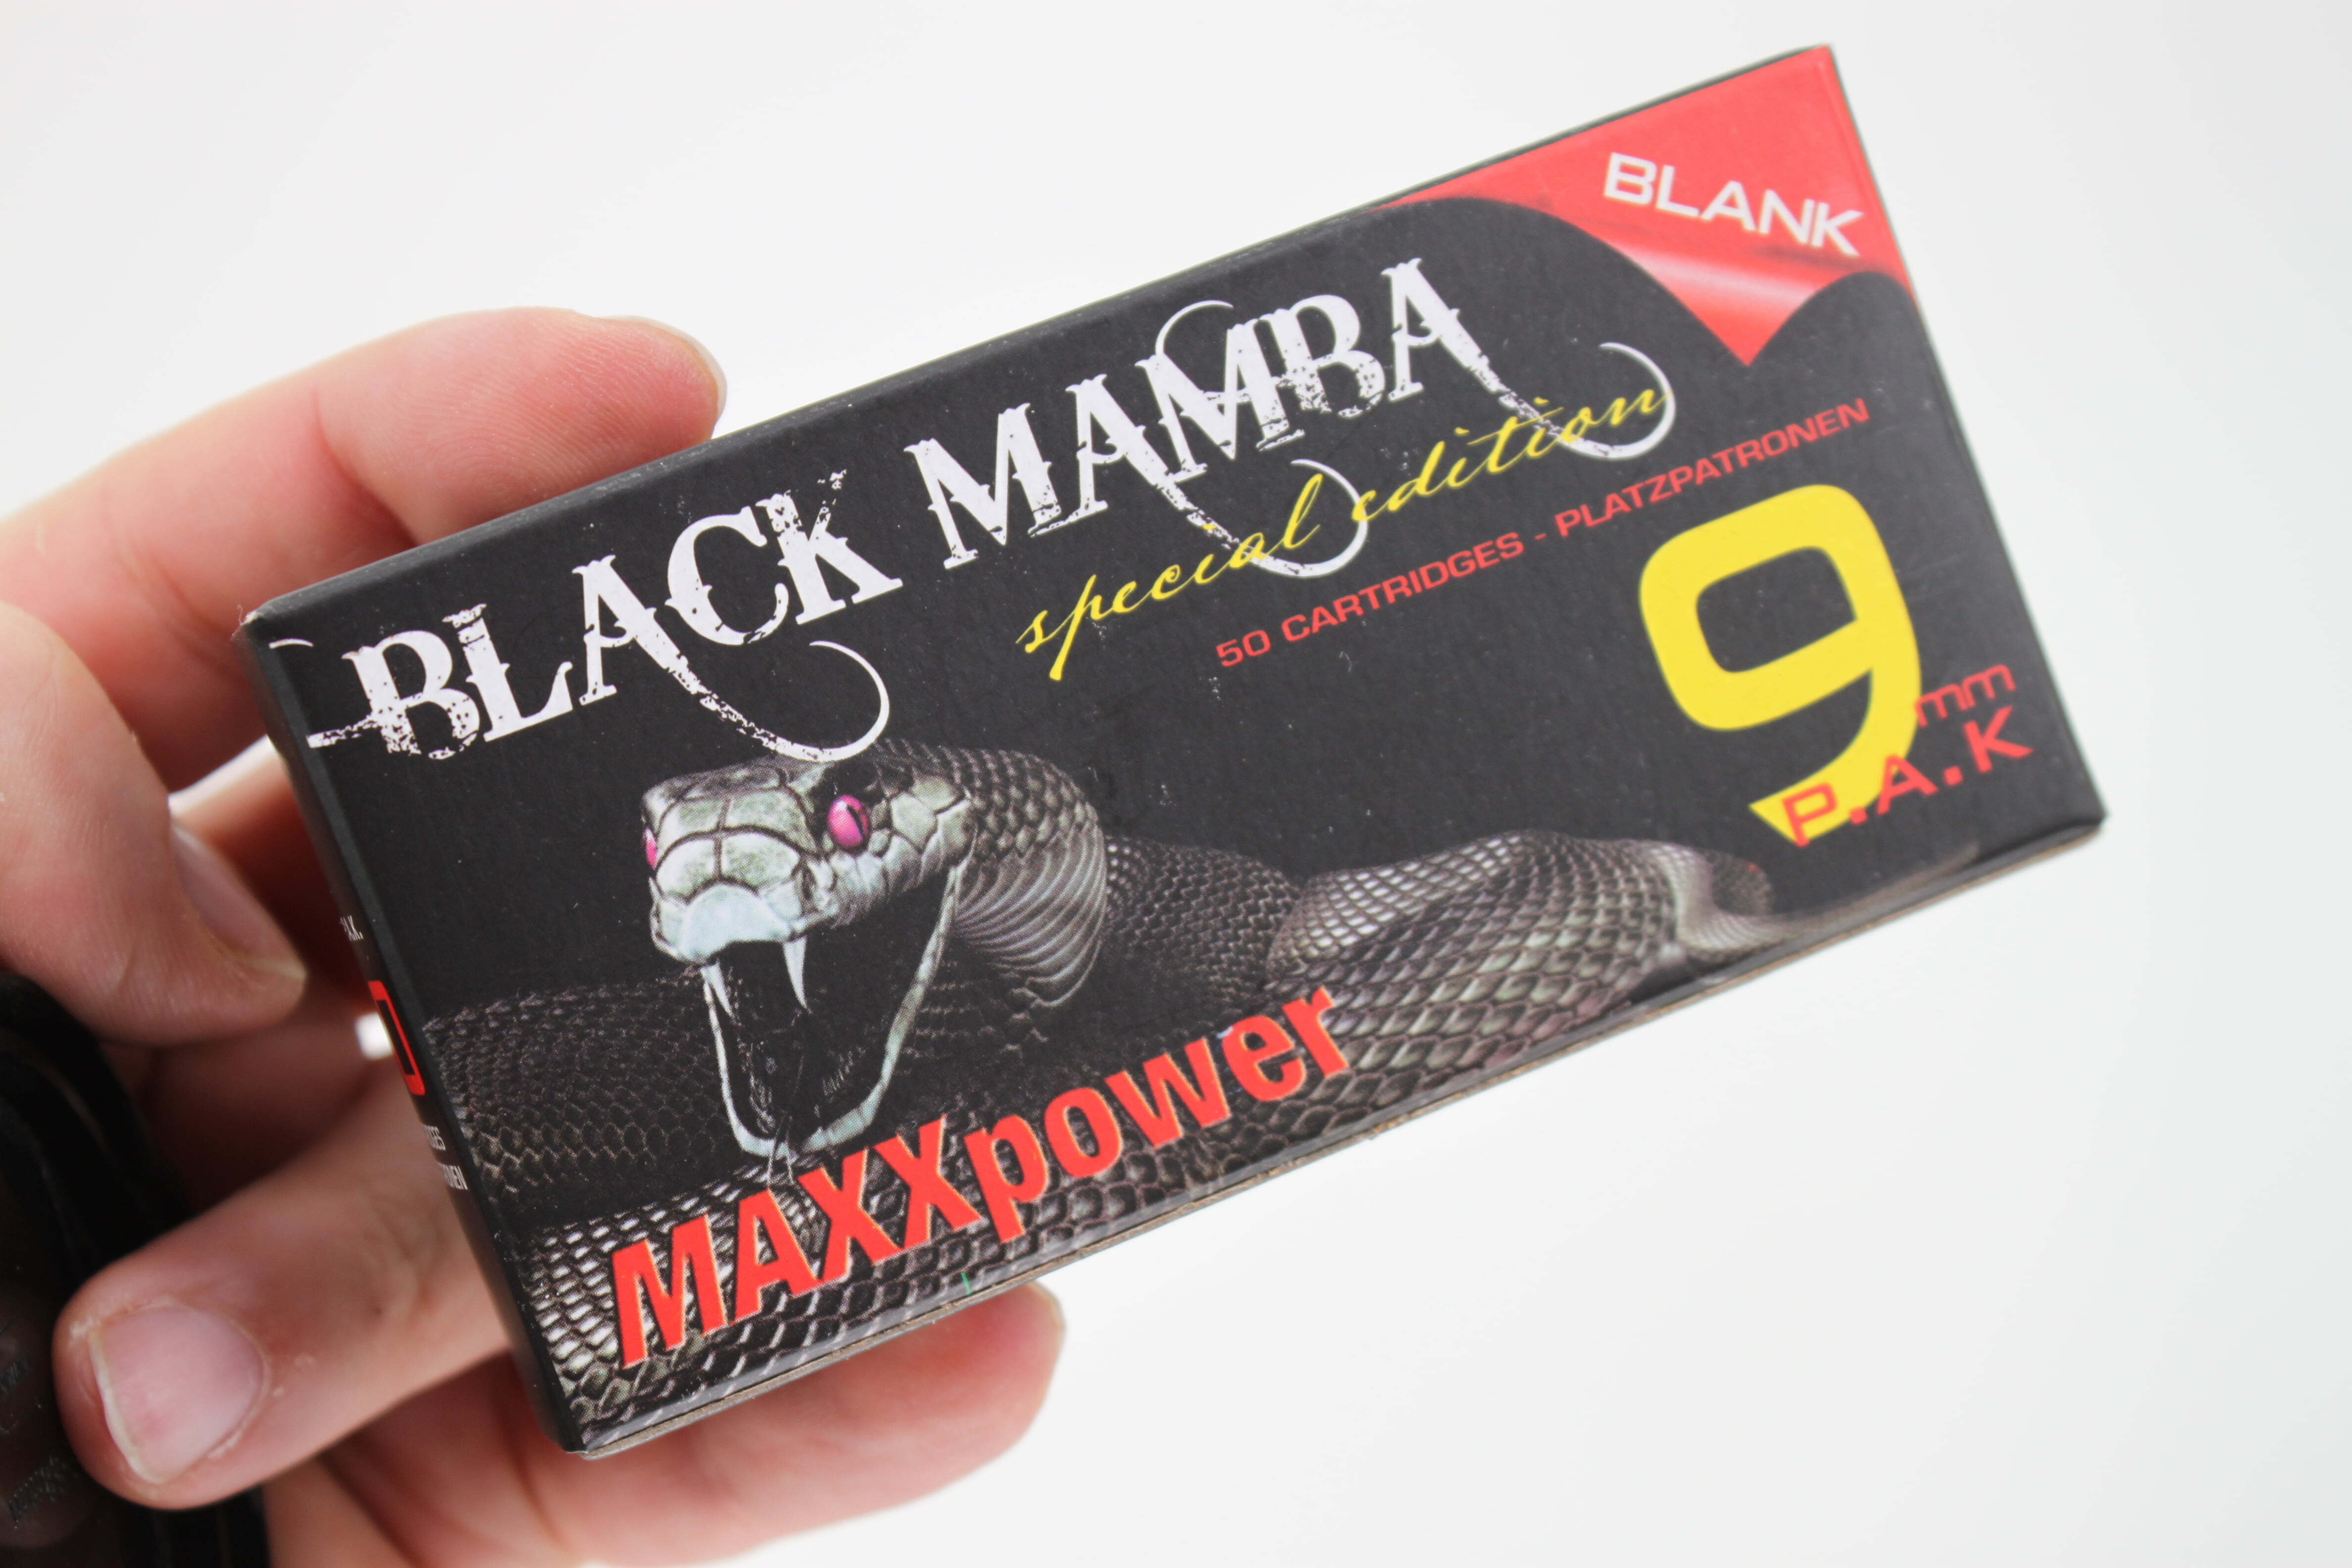 BLANK
BLACK MAMBA
special edition
50 CARTRIDGES - PLATZPATRONEN
9
mm
P.A.K
MAXXpower